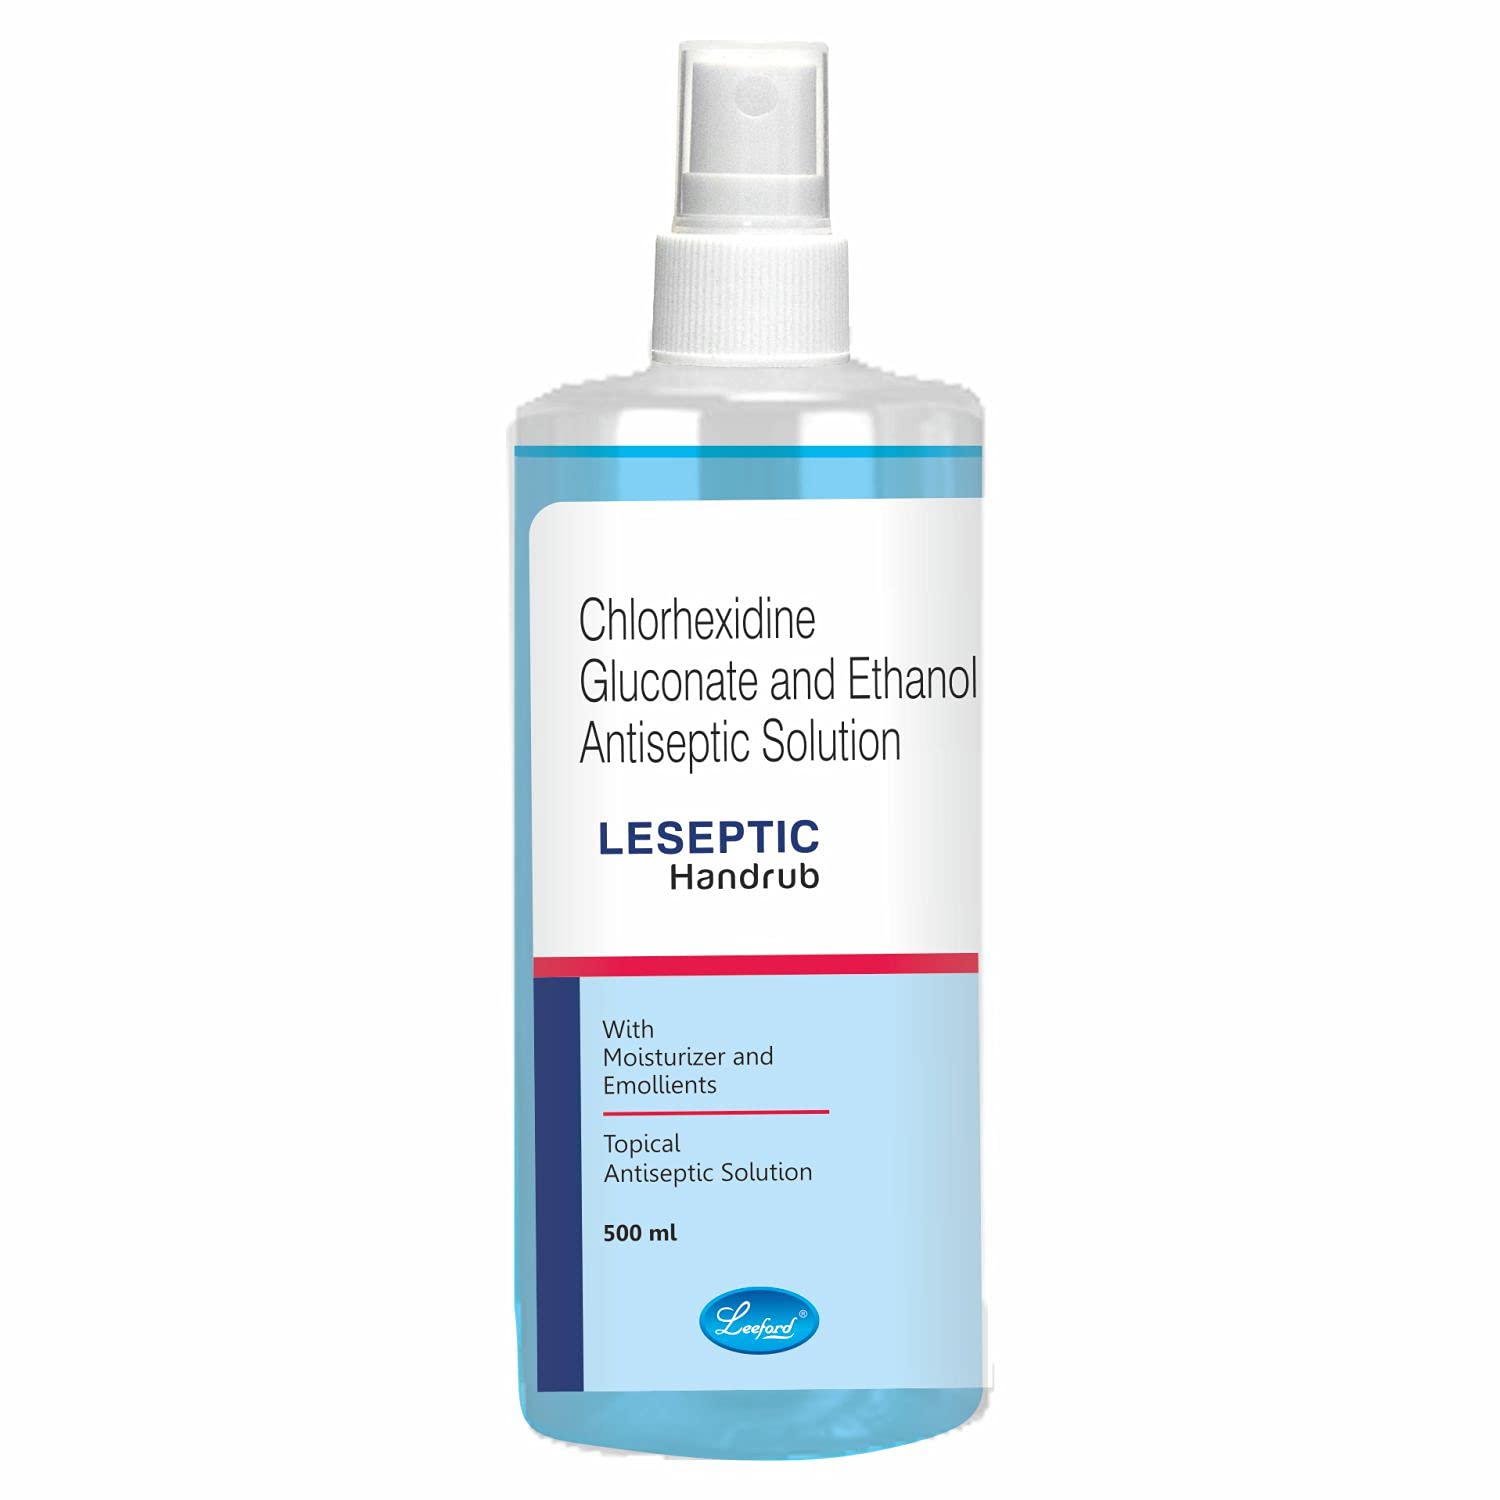 Chlorhexidine
Gluconate and Ethanol
Antiseptic Solution
LESEPTIC
Handrub
With
Moisturizer and
Emollients
Topical
Antiseptic Solution
500 ml
Leeford®